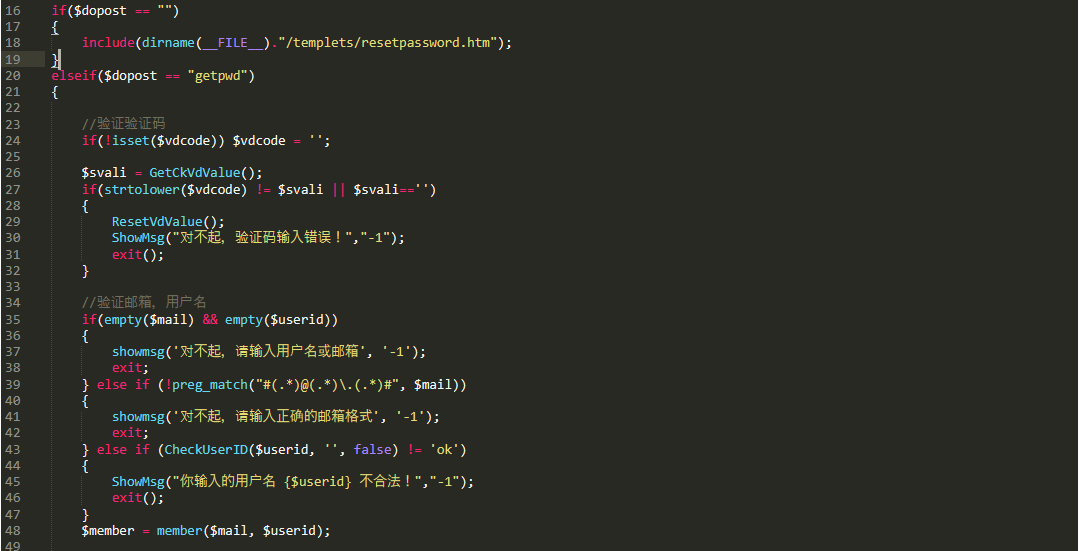 16 if($dopost == "")
17 {
18     include(dirname(__FILE__)."/templets/resetpassword.htm");
19 }
20 elseif($dopost == "getpwd")
21 {
22
23     //验证验证码
24     if(!isset($vdcode)) $vdcode = '';
25
26     $svali = GetCkVdValue();
27     if(strtolower($vdcode) != $svali || $svali=='')
28     {
29         ResetVdValue();
30         ShowMsg("对不起，验证码输入错误！","-1");
31         exit();
32     }
33
34     //验证邮箱，用户名
35     if(empty($mail) && empty($userid))
36     {
37         showmsg('对不起，请输入用户名或邮箱', '-1');
38         exit;
39     } else if (!preg_match("#(.*)@(.*)\.(.*)#", $mail))
40     {
41         showmsg('对不起，请输入正确的邮箱格式', '-1');
42         exit;
43     } else if (CheckUserID($userid, '', false) != 'ok')
44     {
45         ShowMsg("你输入的用户名 {$userid} 不合法！","-1");
46         exit();
47     }
48     $member = member($mail, $userid);
49